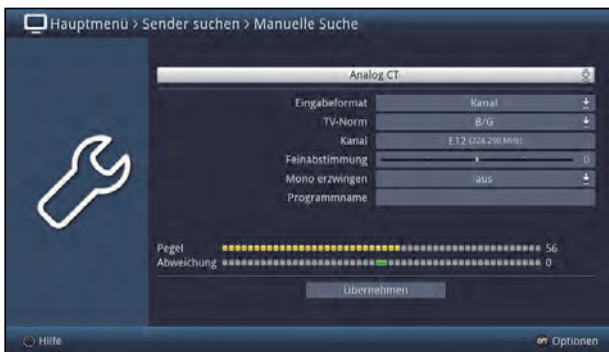 Hauptmenü > Sender suchen > Manuelle Suche
Analog CT
Eingabeformat Kanal
TV-Norm B/G
Kanal E12 (224.250 MHz)
Feinabstimmung 0
Mono erzwingen aus
Programmname
Pegel 56
Abweichung 0
Übernehmen
Hilfe Optionen